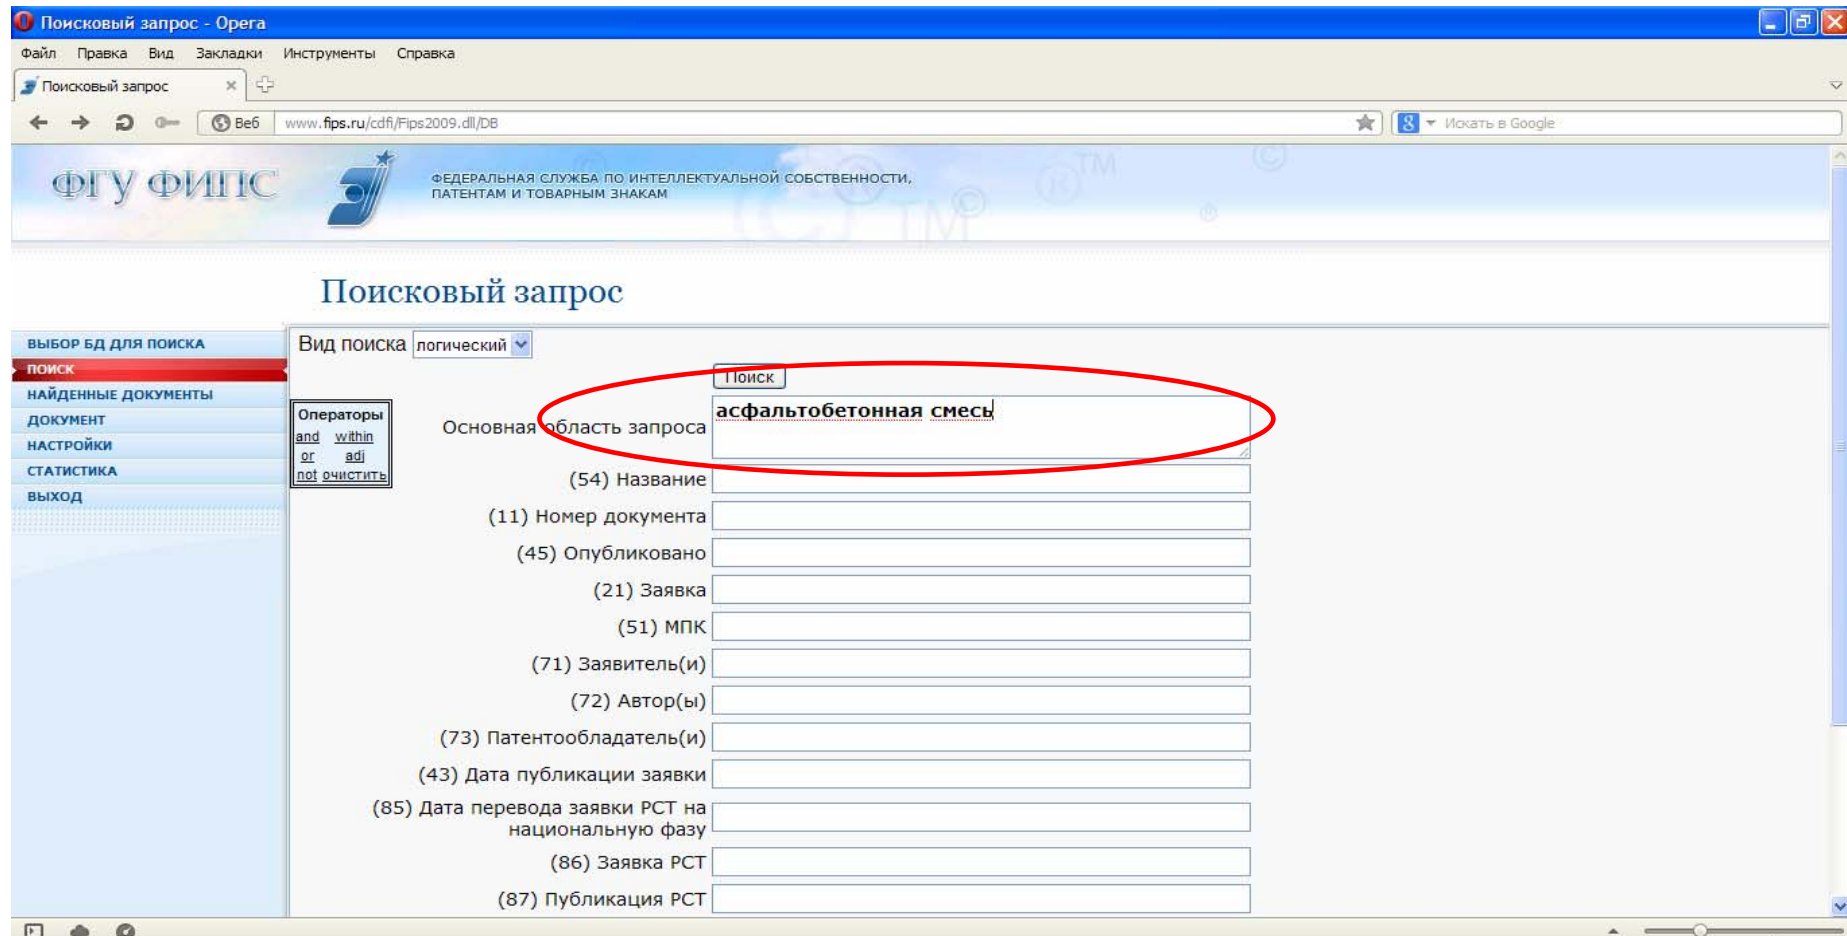 Поисковый запрос - Opera
Файл Правка Вид Закладки Инструменты Справка
Поисковый запрос
Веб www.fips.ru/cdfi/Fips2009.dll/DB Искать в Google
ФГУ ФИПС
ФЕДЕРАЛЬНАЯ СЛУЖБА ПО ИНТЕЛЛЕКТУАЛЬНОЙ СОБСТВЕННОСТИ,
ПАТЕНТАМ И ТОВАРНЫМ ЗНАКАМ
Поисковый запрос
ВЫБОР БД ДЛЯ ПОИСКА
ПОИСК
НАЙДЕННЫЕ ДОКУМЕНТЫ
ДОКУМЕНТ
НАСТРОЙКИ
СТАТИСТИКА
ВЫХОД
Вид поиска логический
Поиск
Операторы
and within
or adj
not очистить
Основная область запроса асфальтобетонная смесь
(54) Название
(11) Номер документа
(45) Опубликовано
(21) Заявка
(51) МПК
(71) Заявитель(и)
(72) Автор(ы)
(73) Патентообладатель(и)
(43) Дата публикации заявки
(85) Дата перевода заявки РСТ на
национальную фазу
(86) Заявка РСТ
(87) Публикация РСТ